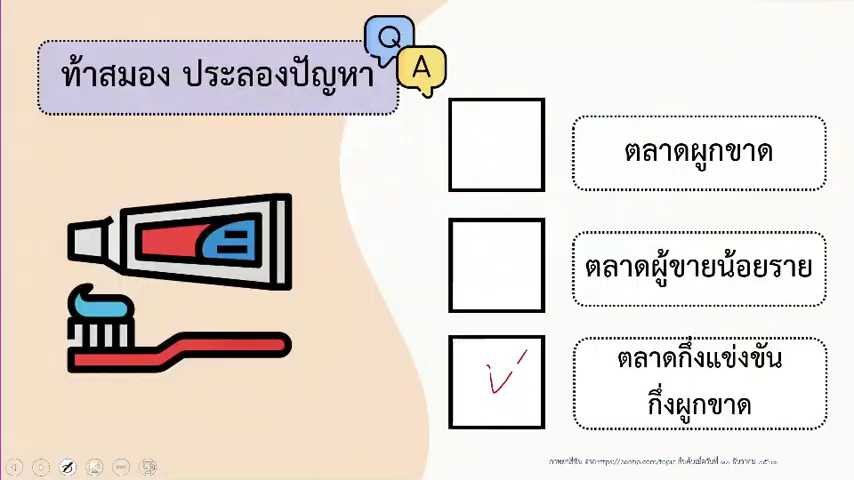 ท้าสมอง ประลองปัญหา
Q
A
ตลาดผูกขาด
ตลาดผู้ขายน้อยราย
ตลาดกึ่งแข่งขัน
กึ่งผูกขาด